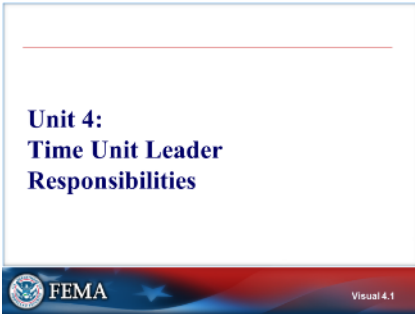 Unit 4:
Time Unit Leader
Responsibilities
FEMA
Visual 4.1